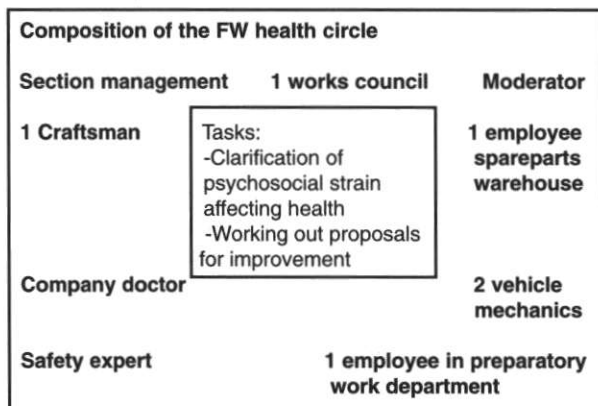 Composition of the FW health circle
Section management 1 works council Moderator
1 Craftsman
Tasks:
-Clarification of
psychosocial strain
affecting health
-Working out proposals
for improvement
1 employee
spareparts
warehouse
Company doctor
2 vehicle
mechanics
Safety expert
1 employee in preparatory
work department